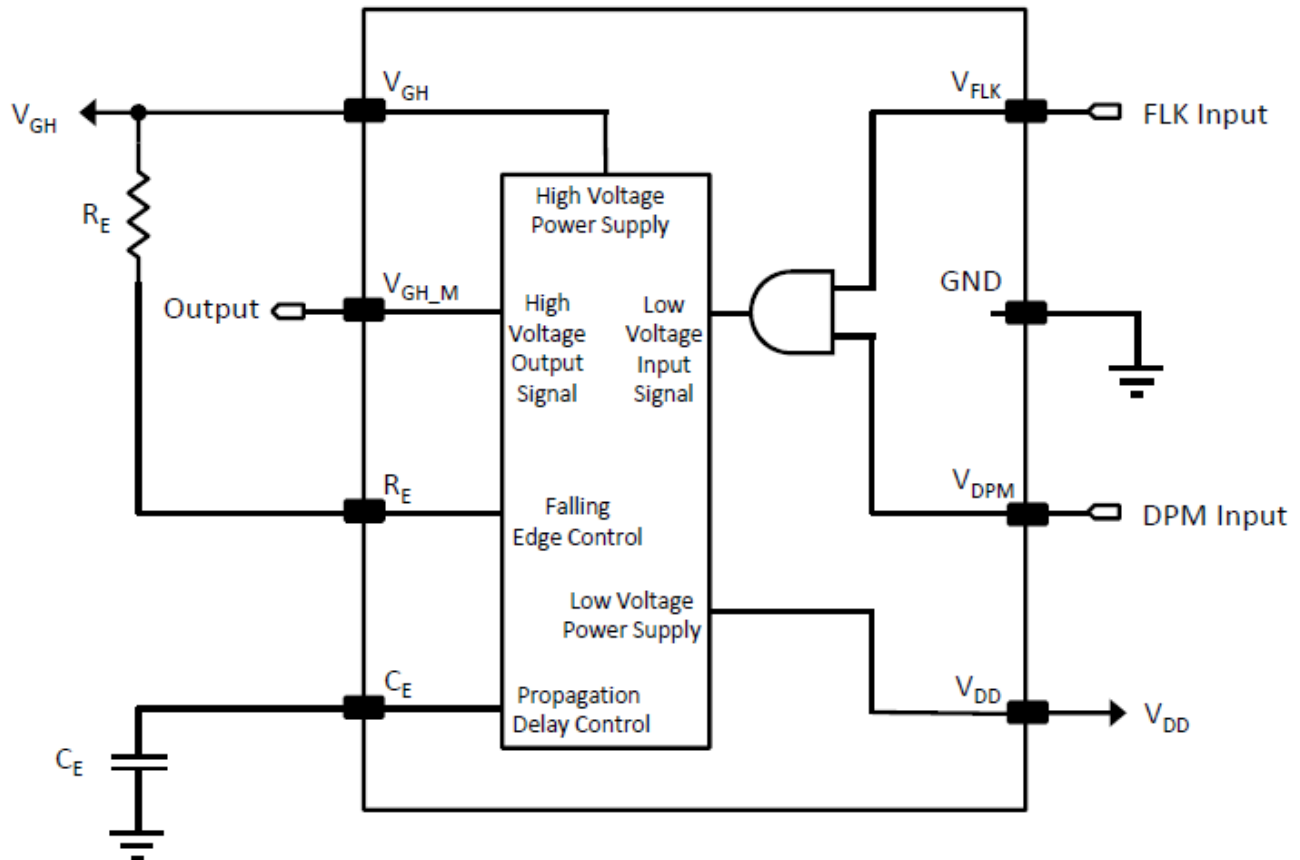 V_GH
V_FLK
V_GH
FLK Input
High Voltage
Power Supply
R_E
V_GH_M
GND
Output
High
Voltage
Output
Signal
Low
Voltage
Input
Signal
R_E
V_DPM
Falling
Edge Control
DPM Input
Low Voltage
Power Supply
C_E
V_DD
Propagation
Delay Control
V_DD
C_E